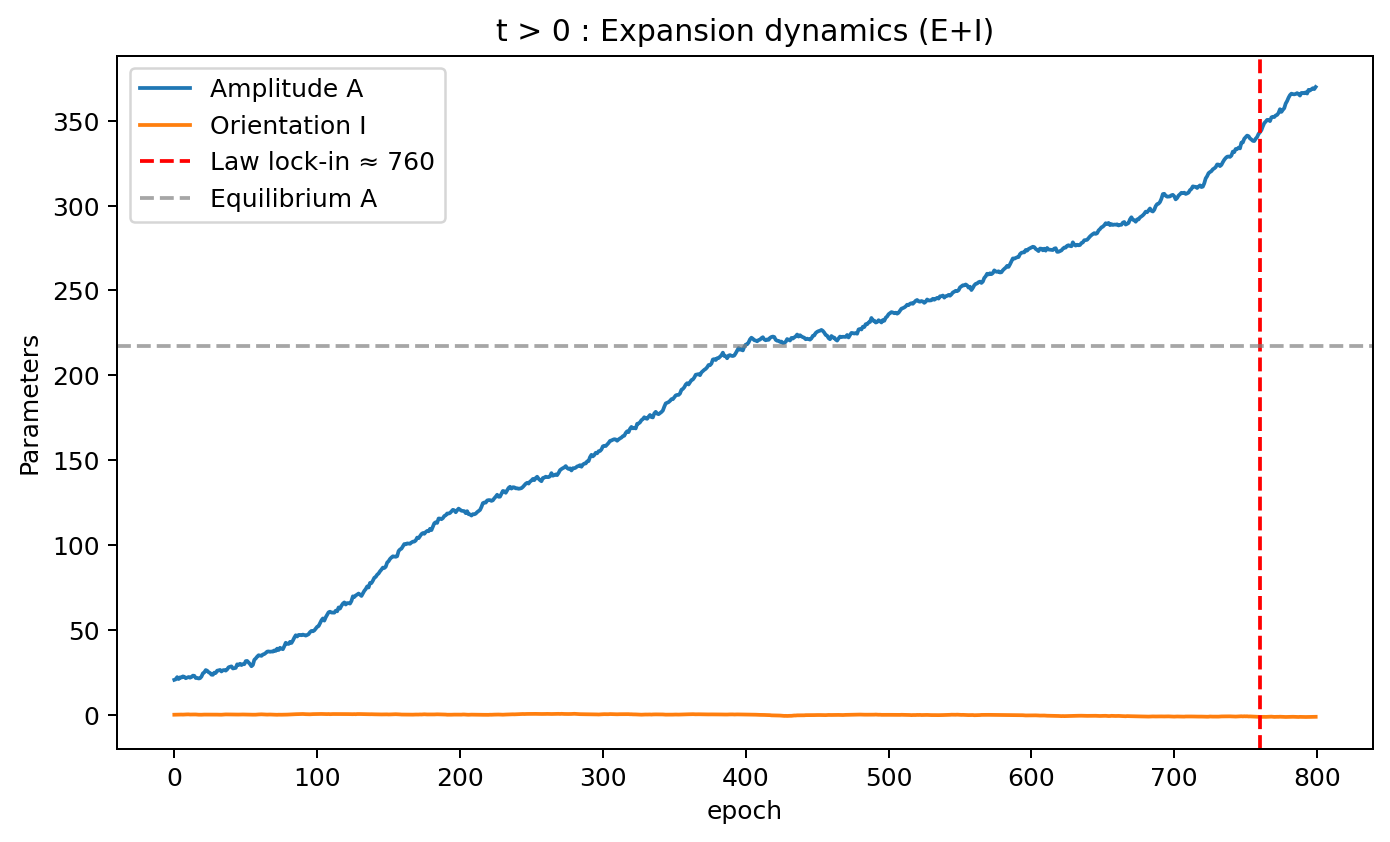 t > 0 : Expansion dynamics (E+I)
Amplitude A
Orientation I
Law lock-in ≈ 760
Equilibrium A
Parameters
350
300
250
200
150
100
50
0
0 100 200 300 400 500 600 700 800
epoch